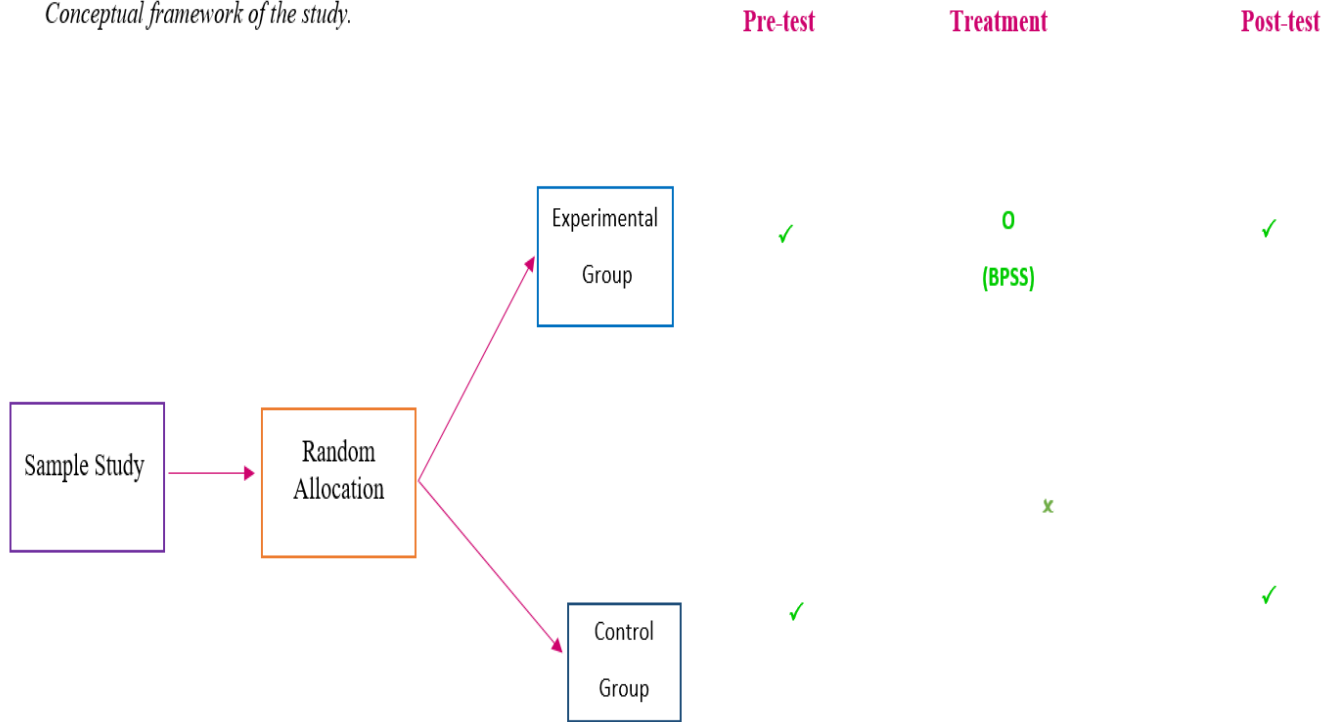 Conceptual framework of the study.
Pre-test
Treatment
Post-test
Experimental
Group
✓
O
(BPSS)
✓
Sample Study
Random
Allocation
x
Control
Group
✓
✓